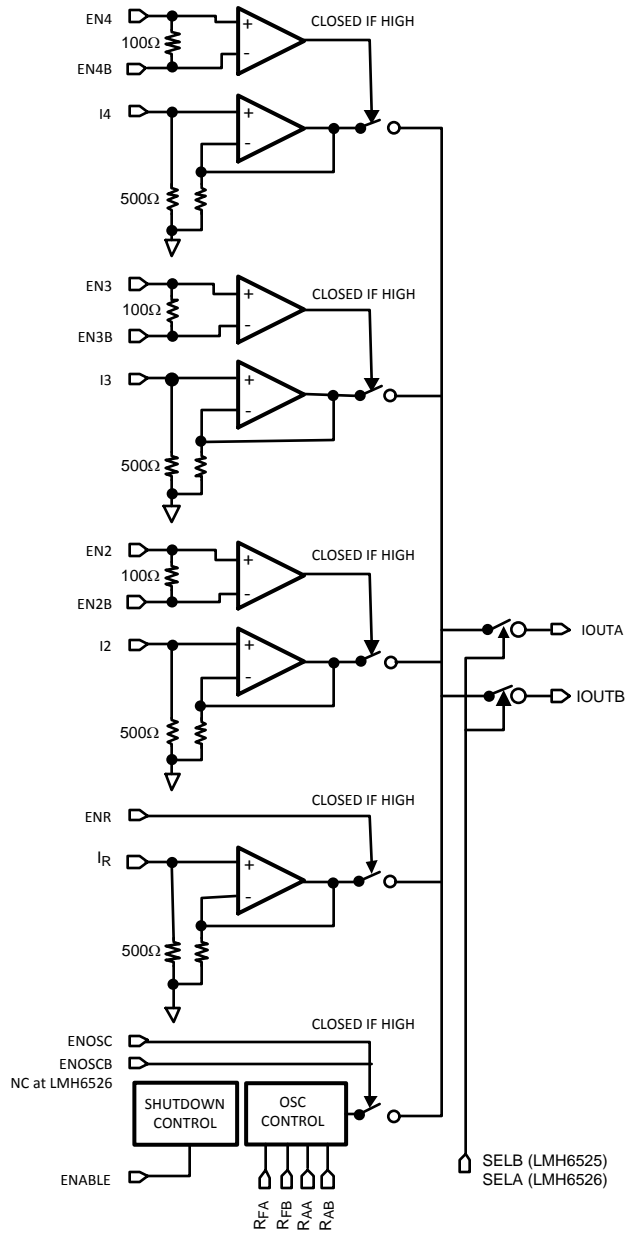 EN4
CLOSED IF HIGH
100Ω
+
-
EN4B
I4
+
-
500Ω
EN3
CLOSED IF HIGH
100Ω
+
-
EN3B
I3
+
-
500Ω
EN2
CLOSED IF HIGH
100Ω
+
-
EN2B
I2
+
-
500Ω
IOUTA
IOUTB
ENR
CLOSED IF HIGH
IR
+
-
500Ω
ENOSC
CLOSED IF HIGH
ENOSCB
NC at LMH6526
SHUTDOWN
CONTROL
OSC
CONTROL
ENABLE
RFA
RFB
RAA
RAB
SELB (LMH6525)
SELA (LMH6526)